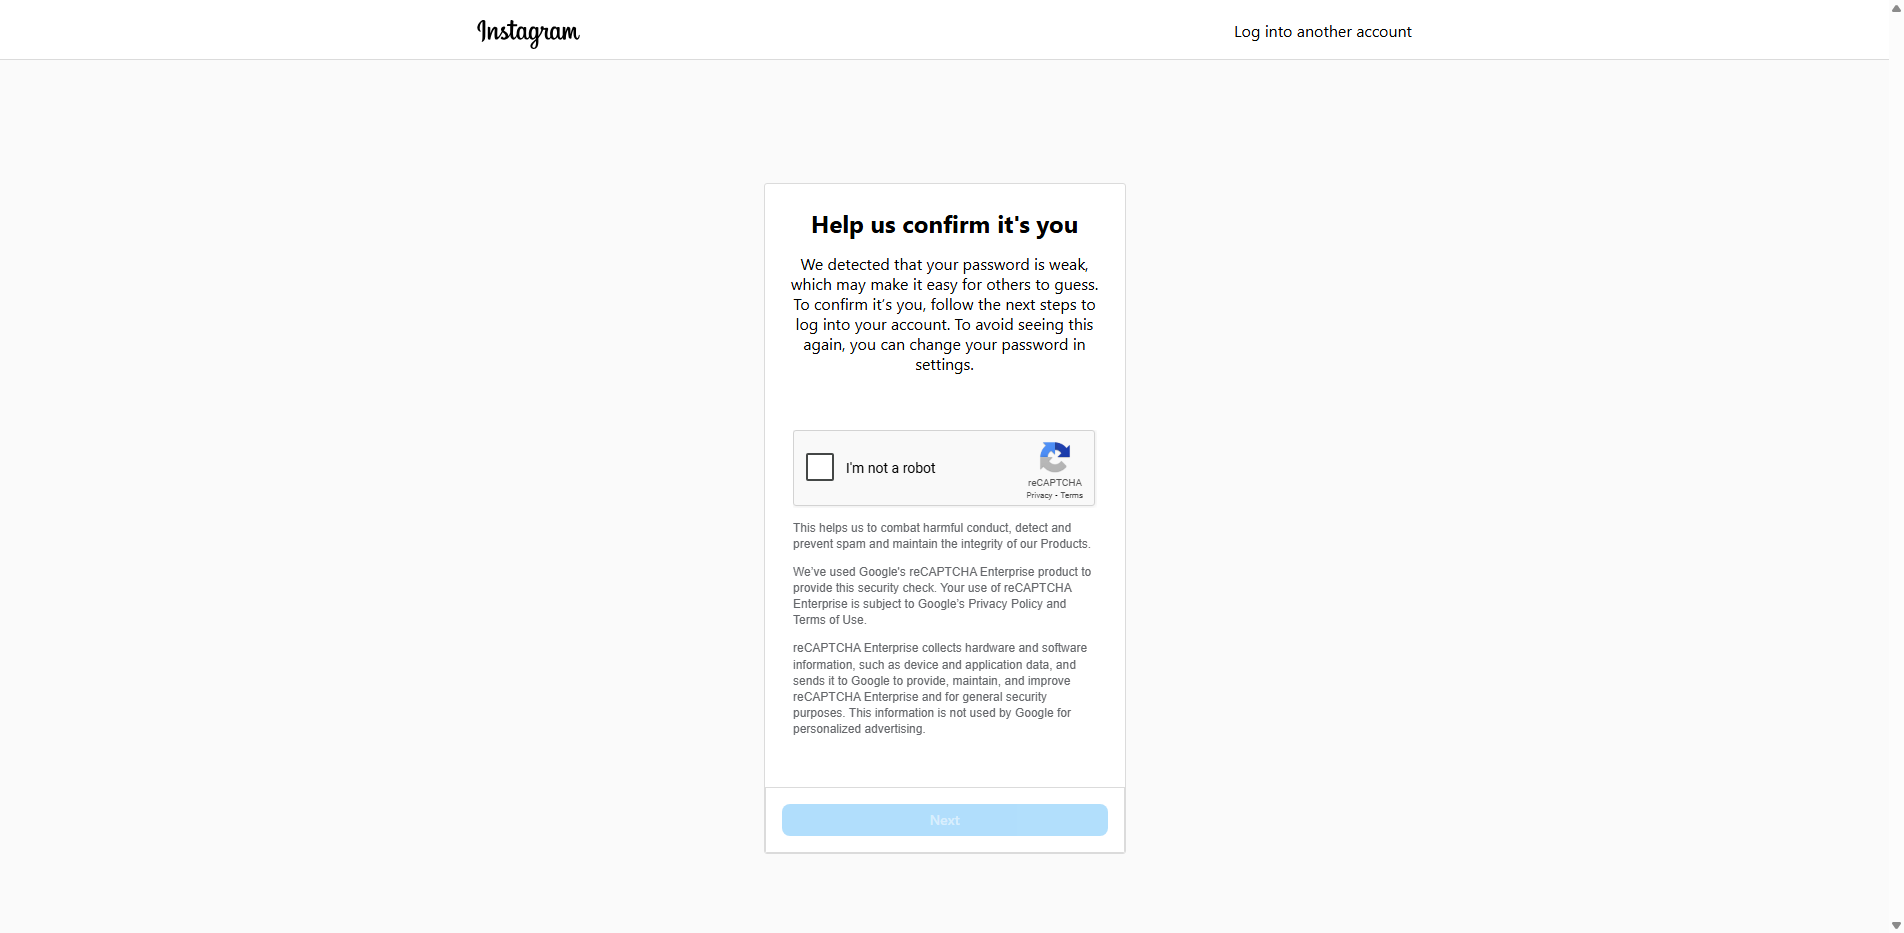 Instagram
Log into another account
Help us confirm it's you
We detected that your password is weak,
which may make it easy for others to guess.
To confirm it's you, follow the next steps to
log into your account. To avoid seeing this
again, you can change your password in
settings.
I'm not a robot
reCAPTCHA
Privacy - Terms
This helps us to combat harmful conduct, detect and
prevent spam and maintain the integrity of our Products.
We've used Google's reCAPTCHA Enterprise product to
provide this security check. Your use of reCAPTCHA
Enterprise is subject to Google's Privacy Policy and
Terms of Use.
reCAPTCHA Enterprise collects hardware and software
information, such as device and application data, and
sends it to Google to provide, maintain, and improve
reCAPTCHA Enterprise and for general security
purposes. This information is not used by Google for
personalized advertising.
Next